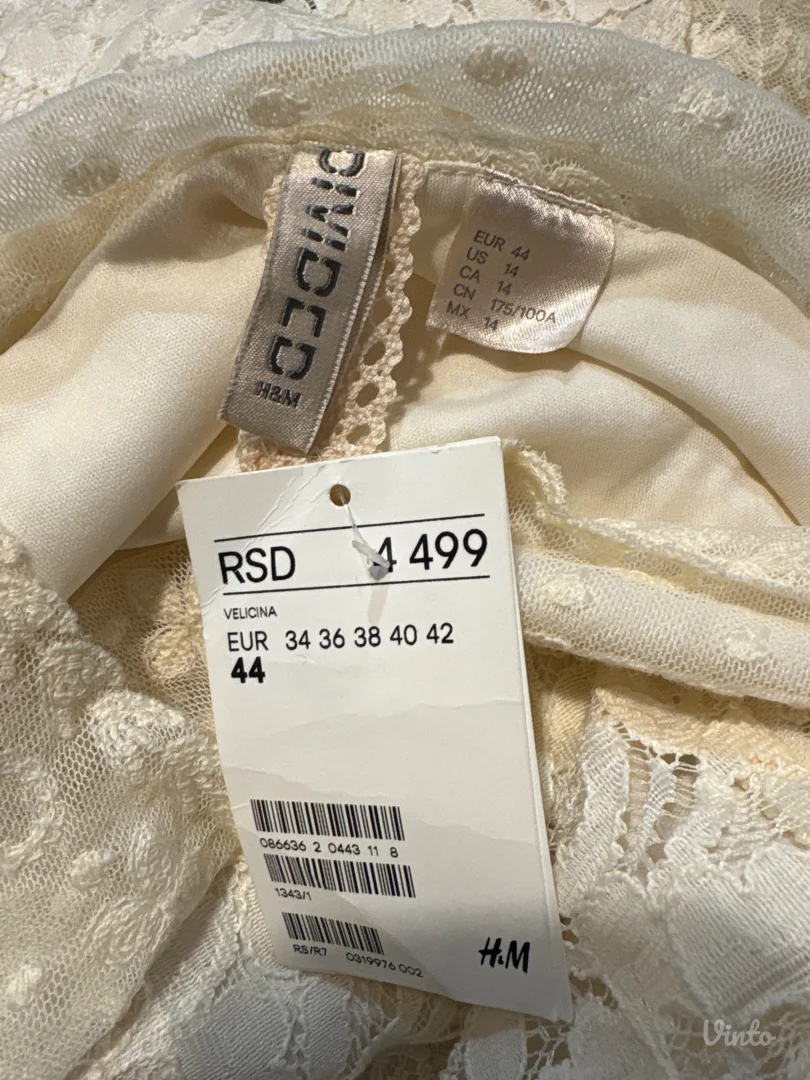 DIVIDED
H&M
EUR 44
US 14
CA 14
CN 175/100A
MX 14
RSD 4 499
VELICINA
EUR 34 36 38 40 42
44
086636 2 0443 11 8
1343/1
RS/R7 0319976 002
H&M
Vinto